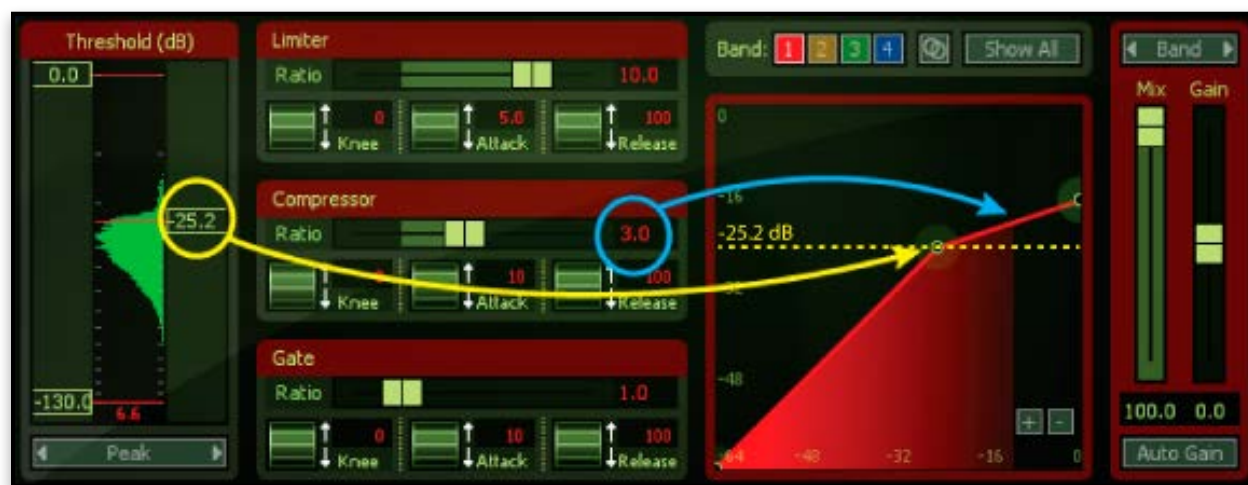 Threshold (dB)
0.0
-25.2
-130.0
6.6
Peak
Limiter
Ratio 10.0
0 5.0 100
Knee Attack Release
Compressor
Ratio 3.0
10 100
Knee Attack Release
Gate
Ratio 1.0
0 10 100
Knee Attack Release
Band: 1 2 3 4 Show All
0
-16
-25.2 dB
-32
-48
-64 -48 -32 -16 0
+ -
Band
Mix Gain
100.0 0.0
Auto Gain